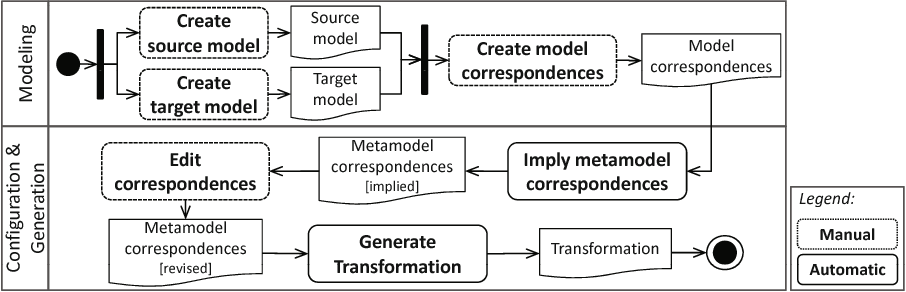 Modeling
Create
source model
Source
model
Create
target model
Target
model
Create model
correspondences
Model
correspondences
Configuration &
Generation
Imply metamodel
correspondences
Metamodel
correspondences
[implied]
Edit
correspondences
Metamodel
correspondences
[revised]
Generate
Transformation
Transformation
Legend:
Manual
Automatic